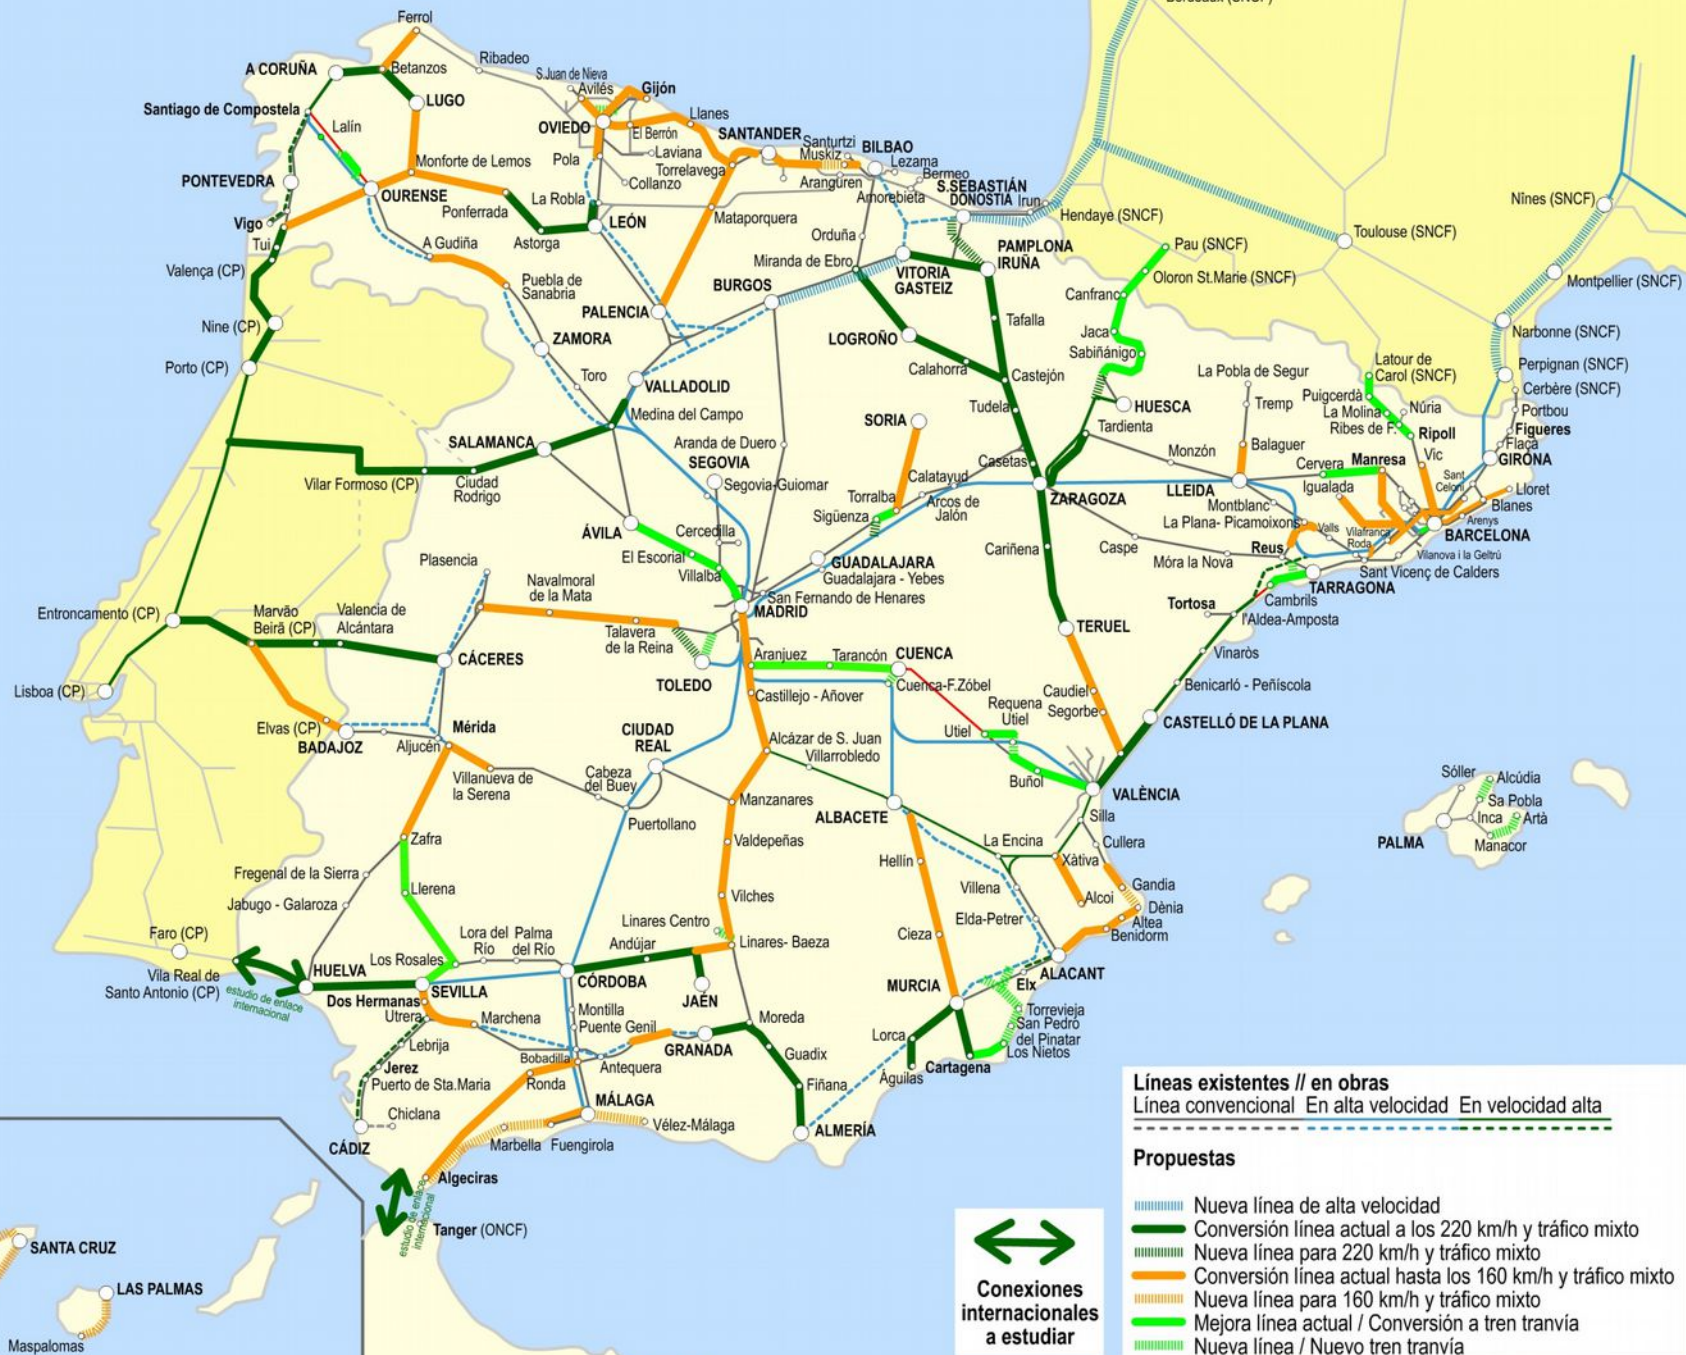 Ferrol
Ribadeo
A CORUÑA
Betanzos
S.Juan de Nieva
Avilés
Gijón
Santiago de Compostela
LUGO
Llanes
OVIEDO
El Berrón
SANTANDER
Santurtzi
Muskiz
BILBAO
Lalín
Monforte de Lemos
Pola
Laviana
Torrelavega
Lezama
Bermeo
Collanzo
Aranguren
Amorebieta
S.SEBASTIÁN
DONOSTIA
Irun
Hendaye (SNCF)
Nînes (SNCF)
PONTEVEDRA
OURENSE
Ponferrada
La Robla
LEÓN
Mataporquera
Toulouse (SNCF)
Vigo
Tui
Astorga
Orduña
PAMPLONA
IRUÑA
Pau (SNCF)
Valença (CP)
A Gudiña
Miranda de Ebro
VITORIA
GASTEIZ
Oloron St.Marie (SNCF)
Montpellier (SNCF)
Puebla de
Sanabria
BURGOS
Canfranc
PALENCIA
Nine (CP)
ZAMORA
LOGROÑO
Tafalla
Jaca
Narbonne (SNCF)
Sabiñánigo
Porto (CP)
Toro
VALLADOLID
Calahorra
Castejón
La Pobla de Segur
Latour de
Carol (SNCF)
Perpignan (SNCF)
Cerbère (SNCF)
Medina del Campo
SORIA
Tudela
HUESCA
Tremp
Puigcerdà
La Molina
Ribes de F.
Núria
Portbou
Figueres
Flaçà
SALAMANCA
Aranda de Duero
Tardienta
Ripoll
GIRONA
SEGOVIA
Casetas
Monzón
Balaguer
Cervera
Manresa
Vic
Sant
Celoni
Vilar Formoso (CP)
Ciudad
Rodrigo
Segovia-Guiomar
Calatayud
Igualada
Lloret
Torralba
Arcos de
Jalón
ZARAGOZA
LLEIDA
Montblanc
Blanes
Sigüenza
La Plana- Picamoixons
Valls
Vilafranca
Arenys
ÁVILA
Cercedilla
Roda
BARCELONA
El Escorial
GUADALAJARA
Cariñena
Caspe
Reus
Vilanova i la Geltrú
Plasencia
Villalba
Guadalajara - Yebes
Móra la Nova
Sant Vicenç de Calders
Navalmoral
de la Mata
San Fernando de Henares
TARRAGONA
Entroncamento (CP)
Marvão
Beirã (CP)
Valencia de
Alcántara
MADRID
Tortosa
Cambrils
l'Aldea-Amposta
Talavera
de la Reina
TERUEL
CÁCERES
Aranjuez
Tarancón
CUENCA
Vinaròs
Lisboa (CP)
TOLEDO
Castillejo - Añover
Cuenca-F.Zóbel
Caudiel
Benicarló - Peñíscola
Requena
Utiel
Segorbe
Elvas (CP)
BADAJOZ
Mérida
CIUDAD
REAL
Utiel
CASTELLÓ DE LA PLANA
Aljucén
Alcázar de S. Juan
Villarrobledo
Villanueva de
la Serena
Cabeza
del Buey
Buñol
Sóller
Alcúdia
Manzanares
VALÈNCIA
Sa Pobla
Puertollano
ALBACETE
Silla
Inca
Artà
Zafra
Valdepeñas
La Encina
Cullera
PALMA
Manacor
Fregenal de la Sierra
Hellín
Xàtiva
Llerena
Villena
Gandia
Jabugo - Galaroza
Vilches
Alcoi
Dènia
Faro (CP)
Linares Centro
Elda-Petrer
Altea
Lora del
Río
Palma
del Río
Andújar
Linares- Baeza
Cieza
Benidorm
Los Rosales
HUELVA
Vila Real de
Santo Antonio (CP)
estudio de enlace
internacional
SEVILLA
CÓRDOBA
JAÉN
MURCIA
ALACANT
Elx
Dos Hermanas
Utrera
Marchena
Montilla
Puente Genil
Moreda
Torrevieja
San Pedro
del Pinatar
Los Nietos
Lorca
Lebrija
GRANADA
Guadix
Bobadilla
Antequera
Cartagena
Jerez
Águilas
Puerto de Sta.Maria
Ronda
Fiñana
Chiclana
MÁLAGA
Vélez-Málaga
CÁDIZ
Marbella
Fuengirola
ALMERÍA
Algeciras
estudio de enlace
internacional
Tanger (ONCF)
SANTA CRUZ
LAS PALMAS
Maspalomas
Conexiones
internacionales
a estudiar
Líneas existentes // en obras
Línea convencional En alta velocidad En velocidad alta
Propuestas
Nueva línea de alta velocidad
Conversión línea actual a los 220 km/h y tráfico mixto
Nueva línea para 220 km/h y tráfico mixto
Conversión línea actual hasta los 160 km/h y tráfico mixto
Nueva línea para 160 km/h y tráfico mixto
Mejora línea actual / Conversión a tren tranvía
Nueva línea / Nuevo tren tranvía